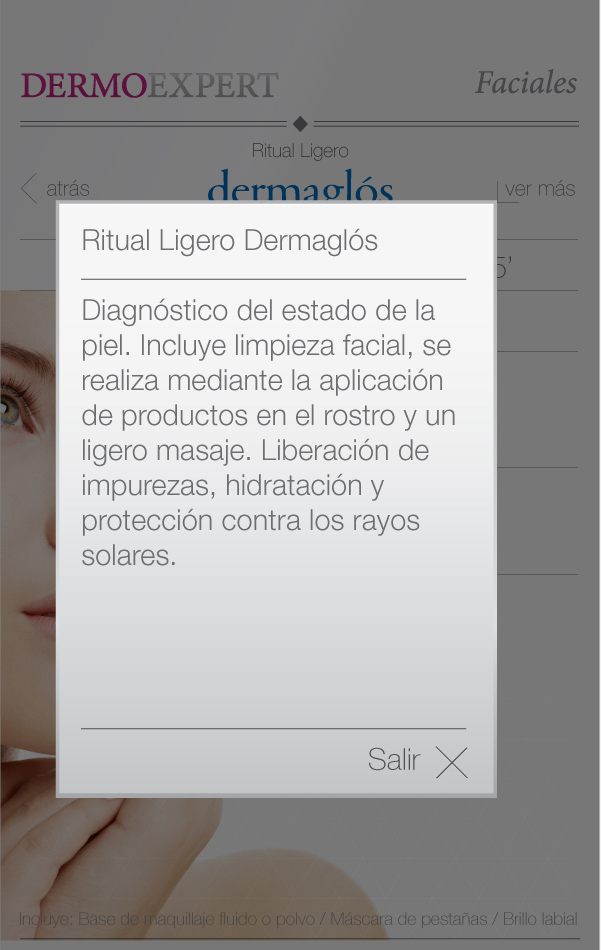 DERMOEXPERT
Faciales
Ritual Ligero
atrás
dermaglós
ver más
5’
Ritual Ligero Dermaglós
Diagnóstico del estado de la
piel. Incluye limpieza facial, se
realiza mediante la aplicación
de productos en el rostro y un
ligero masaje. Liberación de
impurezas, hidratación y
protección contra los rayos
solares.
Salir
Incluye: Base de maquillaje fluido o polvo / Máscara de pestañas / Brillo labial